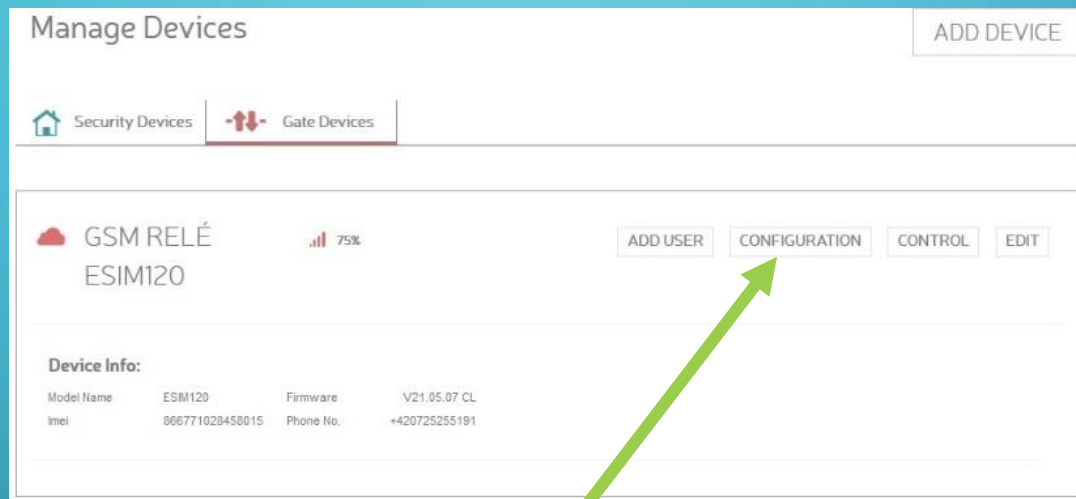 Manage Devices
ADD DEVICE
Security Devices
Gate Devices
GSM RELÉ
ESIM120
75%
ADD USER
CONFIGURATION
CONTROL
EDIT
Device Info:
Model Name ESIM120 Firmware V21.05.07 CL
Imei 866771028458015 Phone No. +420725255191